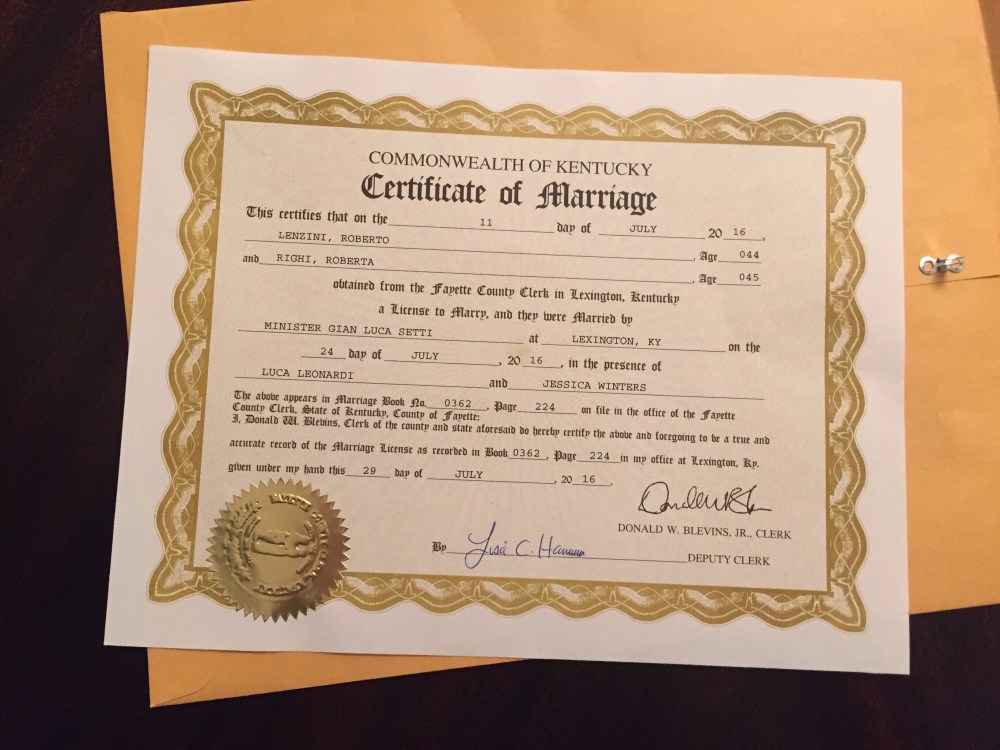 COMMONWEALTH OF KENTUCKY
Certificate of Marriage
This certifies that on the 11 day of JULY 20 16,
LENZINI, ROBERTO , Age 044
and RIGHI, ROBERTA , Age 045
obtained from the Fayette County Clerk in Lexington, Kentucky
a License to Marry, and they were Married by
MINISTER GIAN LUCA SETTI at LEXINGTON, KY on the
24 day of JULY , 20 16 , in the presence of
LUCA LEONARDI and JESSICA WINTERS
The above appears in Marriage Book No. 0362 , Page 224 on file in the office of the Fayette
County Clerk, State of Kentucky, County of Fayette:
I, Donald W. Blevins, Clerk of the county and state aforesaid do hereby certify the above and foregoing to be a true and
accurate record of the Marriage License as recorded in Book 0362 , Page 224 in my office at Lexington, Ky.
given under my hand this 29 day of JULY , 20 16 .
DONALD W. BLEVINS, JR., CLERK
By Lisa C. DEPUTY CLERK